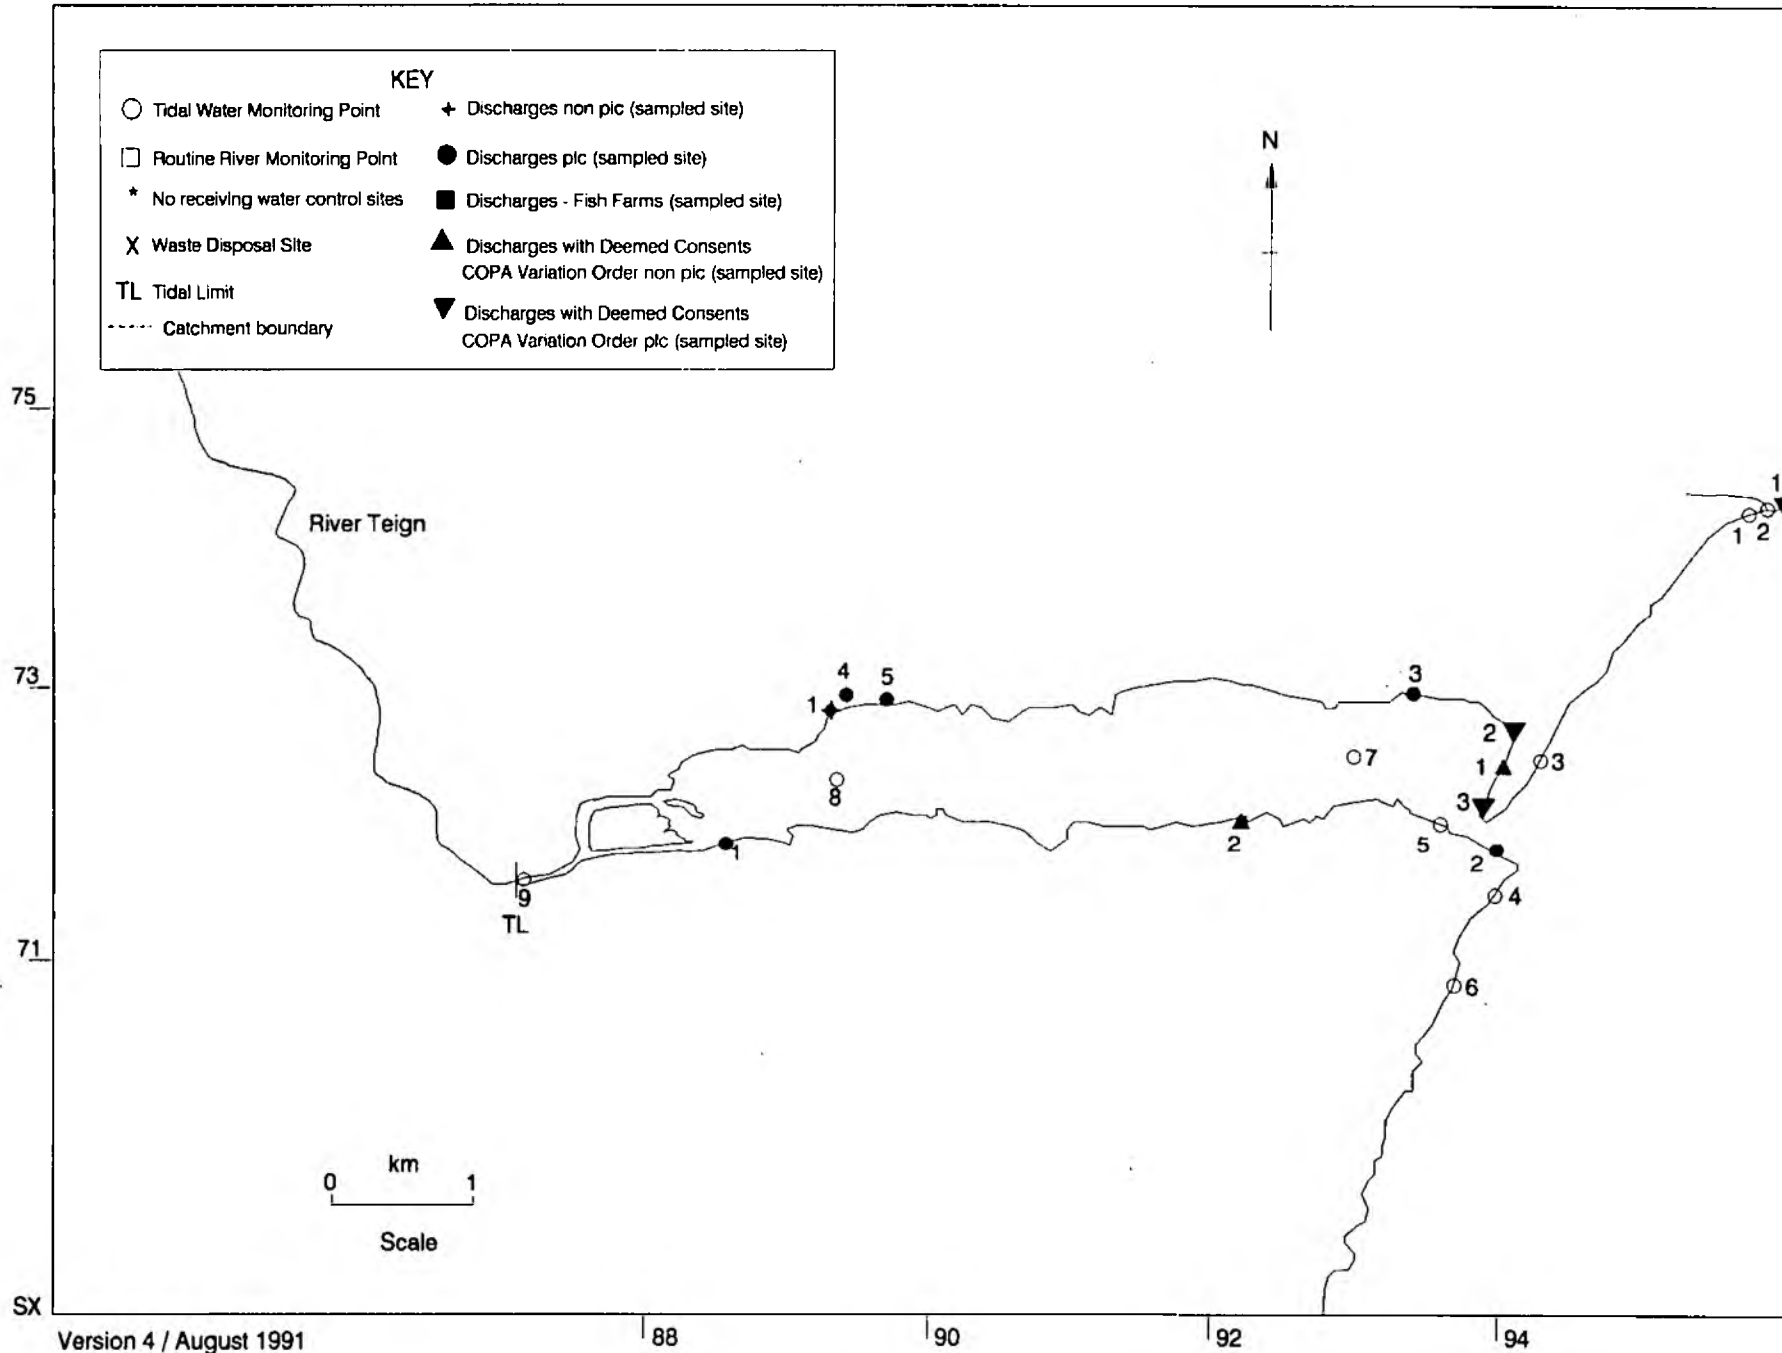 KEY
Tidal Water Monitoring Point
Routine River Monitoring Point
* No receiving water control sites
X Waste Disposal Site
TL Tidal Limit
Catchment boundary
Discharges non plc (sampled site)
Discharges plc (sampled site)
Discharges - Fish Farms (sampled site)
Discharges with Deemed Consents
COPA Variation Order non plc (sampled site)
Discharges with Deemed Consents
COPA Variation Order plc (sampled site)
N
75
River Teign
1
1 2
73
4
5
3
1
2
7
3
1
8
3
1
2
5
2
9
4
TL
71
6
km
0 1
Scale
SX
88
90
92
94
Version 4 / August 1991